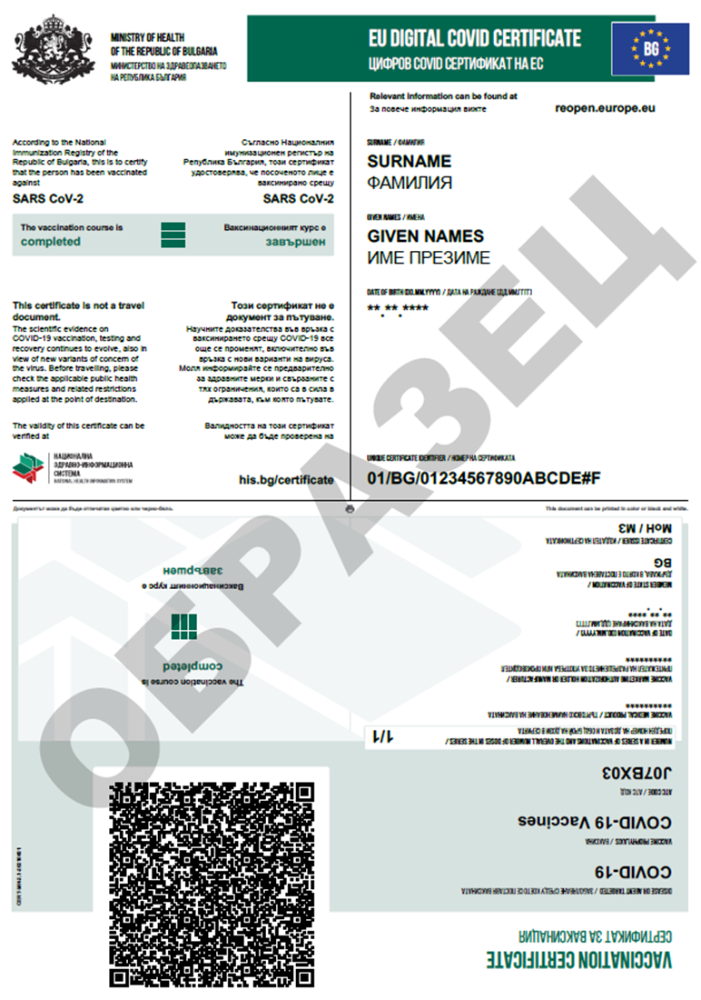 MINISTRY OF HEALTH
OF THE REPUBLIC OF BULGARIA
МИНИСТЕРСТВО НА ЗДРАВЕОПАЗВАНЕТО
НА РЕПУБЛИКА БЪЛГАРИЯ
EU DIGITAL COVID CERTIFICATE
ЦИФРОВ COVID СЕРТИФИКАТ НА ЕС
BG
Relevant information can be found at
За повече информация вижте
reopen.europe.eu
According to the National
Immunization Registry of the
Republic of Bulgaria, this is to certify
that the person has been vaccinated
against
SARS CoV-2
Съгласно Националния
имунизационен регистър на
Република България, този сертификат
удостоверява, че посоченото лице е
ваксинирано срещу
SARS CoV-2
The vaccination course is
completed
Ваксинационният курс е
завършен
SURNAME / ФАМИЛИЯ
SURNAME
ФАМИЛИЯ
GIVEN NAMES / ИМЕНА
GIVEN NAMES
ИМЕ ПРЕЗИМЕ
DATE OF BIRTH (DD.MM.YYYY) / ДАТА НА РАЖДАНЕ (ДД.ММ.ГГГГ)
**.**.****
This certificate is not a travel
document.
The scientific evidence on
COVID-19 vaccination, testing and
recovery continues to evolve, also in
view of new variants of concern of
the virus. Before travelling, please
check the applicable public health
measures and related restrictions
applied at the point of destination.
Този сертификат не е
документ за пътуване.
Научните доказателства във връзка с
ваксинирането срещу COVID-19 все
още се променят, включително във
връзка с нови варианти на вируса.
Моля информирайте се предварително
за здравните мерки и свързаните с
тях ограничения, които са в сила в
държавата, към която пътувате.
The validity of this certificate can be
verified at
Валидността на този сертификат
може да бъде проверена на
НАЦИОНАЛНА
ЗДРАВНО-ИНФОРМАЦИОННА
СИСТЕМА
NATIONAL HEALTH INFORMATION SYSTEM
his.bg/certificate
UNIQUE CERTIFICATE IDENTIFIER / НОМЕР НА СЕРТИФИКАТА
01/BG/01234567890ABCDE#F
Документът може да бъде отпечатан цветно или черно-бяло.
This document can be printed in color or black and white.
ОБРАЗЕЦ
VACCINATION CERTIFICATE
СЕРТИФИКАТ ЗА ВАКСИНАЦИЯ
DISEASE OR AGENT TARGETED / ЗАБОЛЯВАНЕ СРЕЩУ КОЕТО СЕ ПОСТАВЯ ВАКСИНАТА
COVID-19
VACCINE PROPHYLAXIS / ВАКСИНА
COVID-19 Vaccines
ATC CODE / ATC КОД
J07BX03
NUMBER IN A SERIES OF VACCINATIONS AND THE OVERALL NUMBER OF DOSES IN THE SERIES /
ПОРЕДЕН НОМЕР НА ДОЗАТА И ОБЩ БРОЙ НА ДОЗИ В СЕРИЯТА
1/1
VACCINE MEDICAL PRODUCT / ТЪРГОВСКО НАИМЕНОВАНИЕ НА ВАКСИНАТА
**********
VACCINE MARKETING AUTHORIZATION HOLDER OR MANUFACTURER /
ПРИТЕЖАТЕЛ НА РАЗРЕШЕНИЕТО ЗА УПОТРЕБА ИЛИ ПРОИЗВОДИТЕЛ
**********
DATE OF VACCINATION (DD.MM.YYYY) /
ДАТА НА ВАКСИНИРАНЕ (ДД.ММ.ГГГГ)
**.**.****
MEMBER STATE OF VACCINATION /
ДЪРЖАВА, В КОЯТО Е ПОСТАВЕНА ВАКСИНАТА
BG
CERTIFICATE ISSUER / ИЗДАТЕЛ НА СЕРТИФИКАТА
MoH / МЗ
The vaccination course is
completed
Ваксинационният курс е
завършен